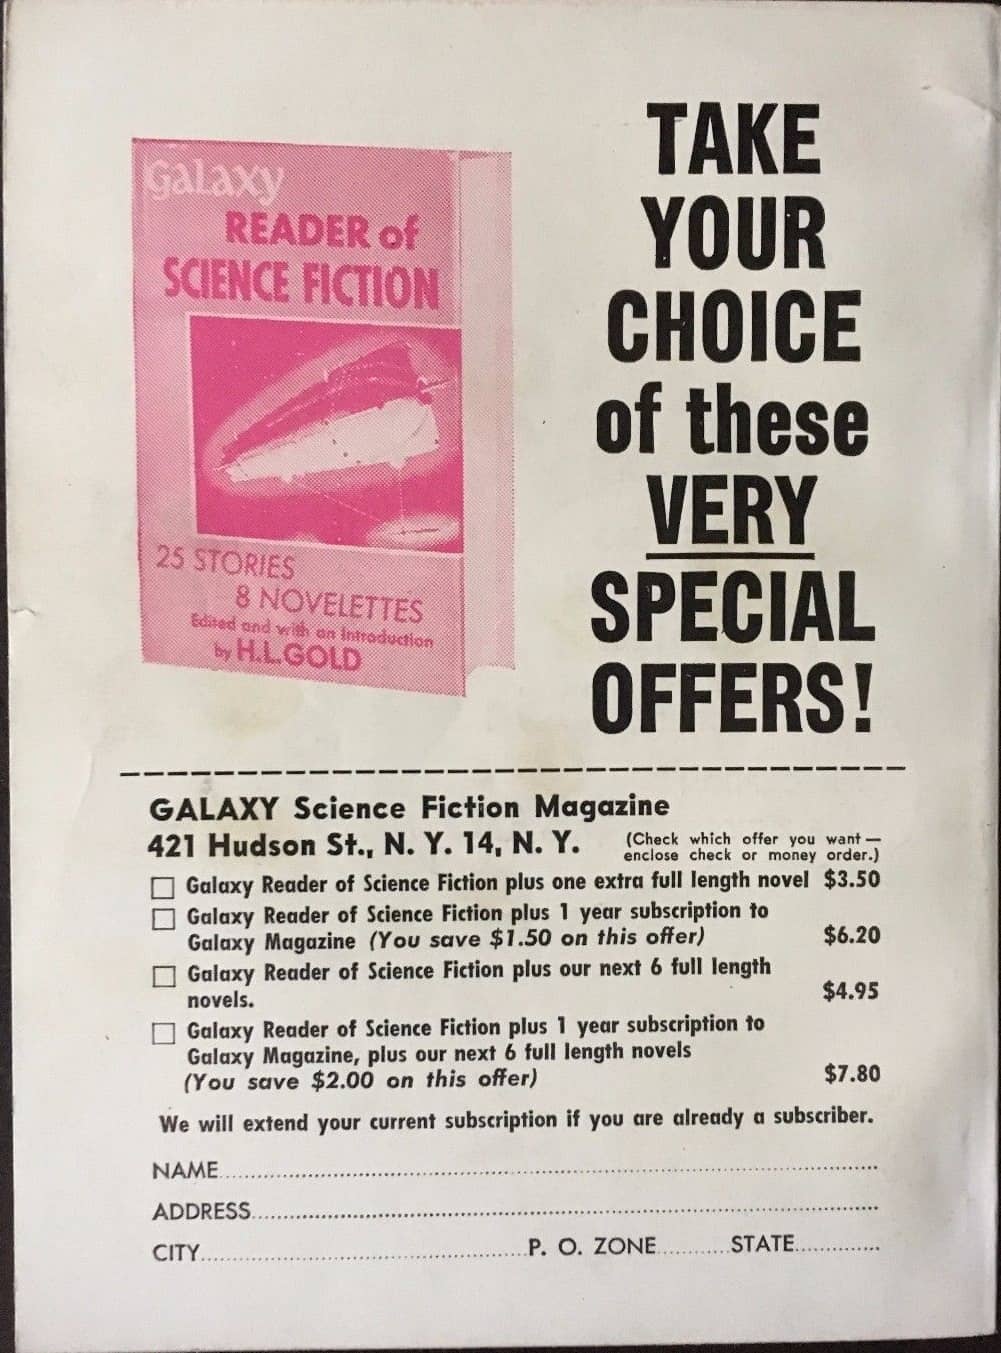 Galaxy
READER of
SCIENCE FICTION
25 STORIES
8 NOVELETTES
Edited and with an Introduction
by H.L.GOLD
TAKE
YOUR
CHOICE
of these
VERY
SPECIAL
OFFERS!
GALAXY Science Fiction Magazine
421 Hudson St., N. Y. 14, N. Y.
(Check which offer you want —
enclose check or money order.)
Galaxy Reader of Science Fiction plus one extra full length novel $3.50
Galaxy Reader of Science Fiction plus 1 year subscription to
Galaxy Magazine (You save $1.50 on this offer) $6.20
Galaxy Reader of Science Fiction plus our next 6 full length
novels. $4.95
Galaxy Reader of Science Fiction plus 1 year subscription to
Galaxy Magazine, plus our next 6 full length novels
(You save $2.00 on this offer) $7.80
We will extend your current subscription if you are already a subscriber.
NAME
ADDRESS
CITY P. O. ZONE STATE